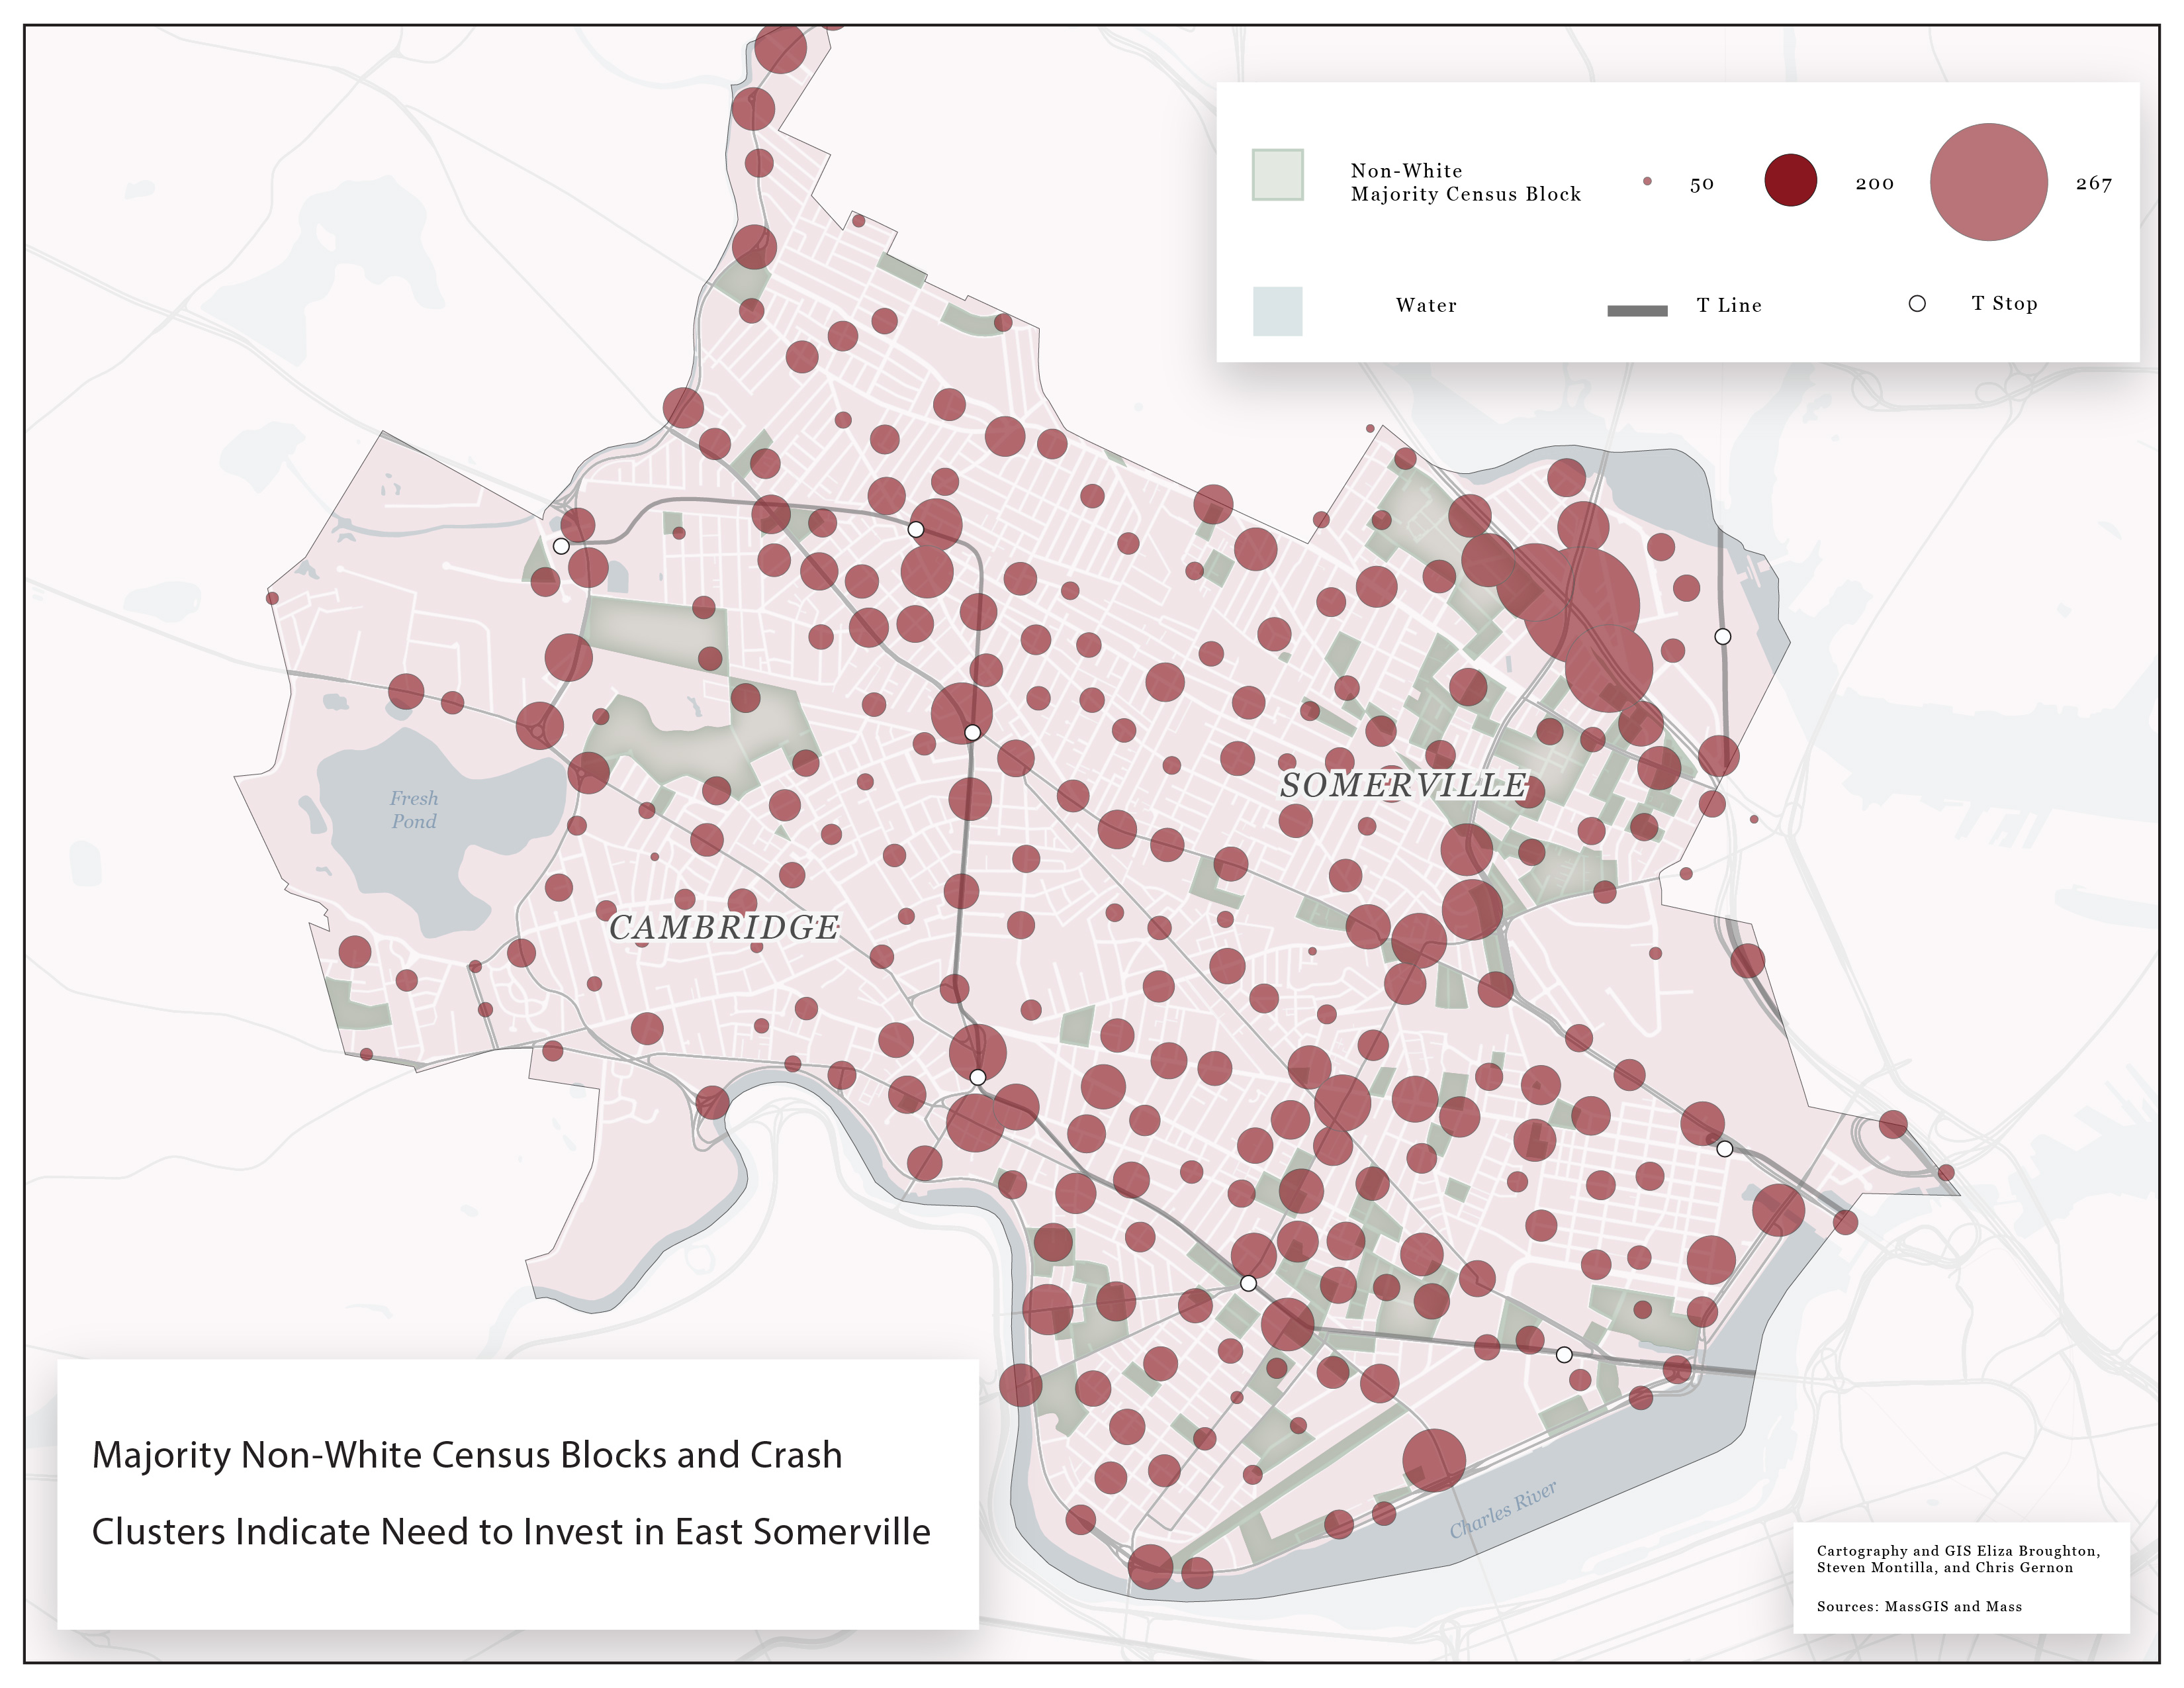 Non-White
Majority Census Block
50
200
267
Water
T Line
T Stop
SOMERVILLE
Fresh
Pond
CAMBRIDGE
Charles River
Majority Non-White Census Blocks and Crash
Clusters Indicate Need to Invest in East Somerville
Cartography and GIS Eliza Broughton,
Steven Montilla, and Chris Gernon
Sources: MassGIS and Mass